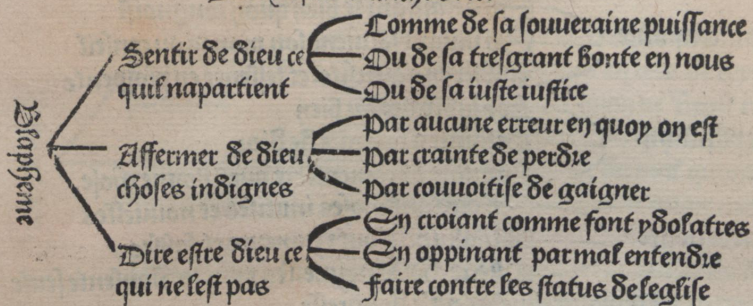 Blapheme
Sentir de dieu ce
quil napartient
Comme de sa souueraine puissance
Ou de sa tresgrant bonte en nous
Ou de sa iuste iustice
Affermer de dieu
choses indignes
Par aucune erreur en quoy on est
Par crainte de perdre
Par couuoitise de gaigner
Dire estre dieu ce
qui ne lest pas
En croiant comme font ydolatres
En oppinant par mal entendre
Faire contre les status de leglise